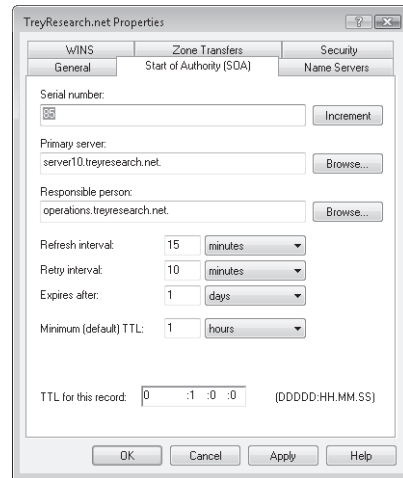 TreyResearch.net Properties
WINS Zone Transfers Security
General Start of Authority (SOA) Name Servers
Serial number:
85 Increment
Primary server:
server10.treyresearch.net. Browse...
Responsible person:
operations.treyresearch.net. Browse...
Refresh interval: 15 minutes
Retry interval: 10 minutes
Expires after: 1 days
Minimum (default) TTL: 1 hours
TTL for this record: 0 :1 :0 :0 (DDDDD:HH.MM.SS)
OK Cancel Apply Help